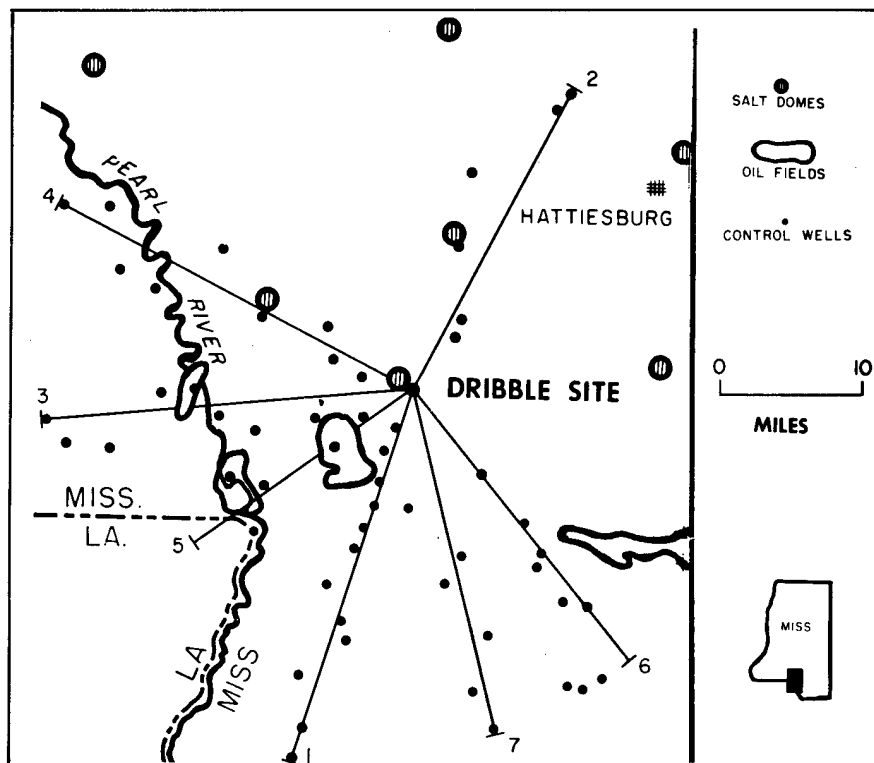 2
PEARL
4
HATTIESBURG
RIVER
DRIBBLE SITE
3
MISS.
LA.
5
LA
MISS
6
7
1
SALT DOMES
OIL FIELDS
CONTROL WELLS
0 10
MILES
MISS